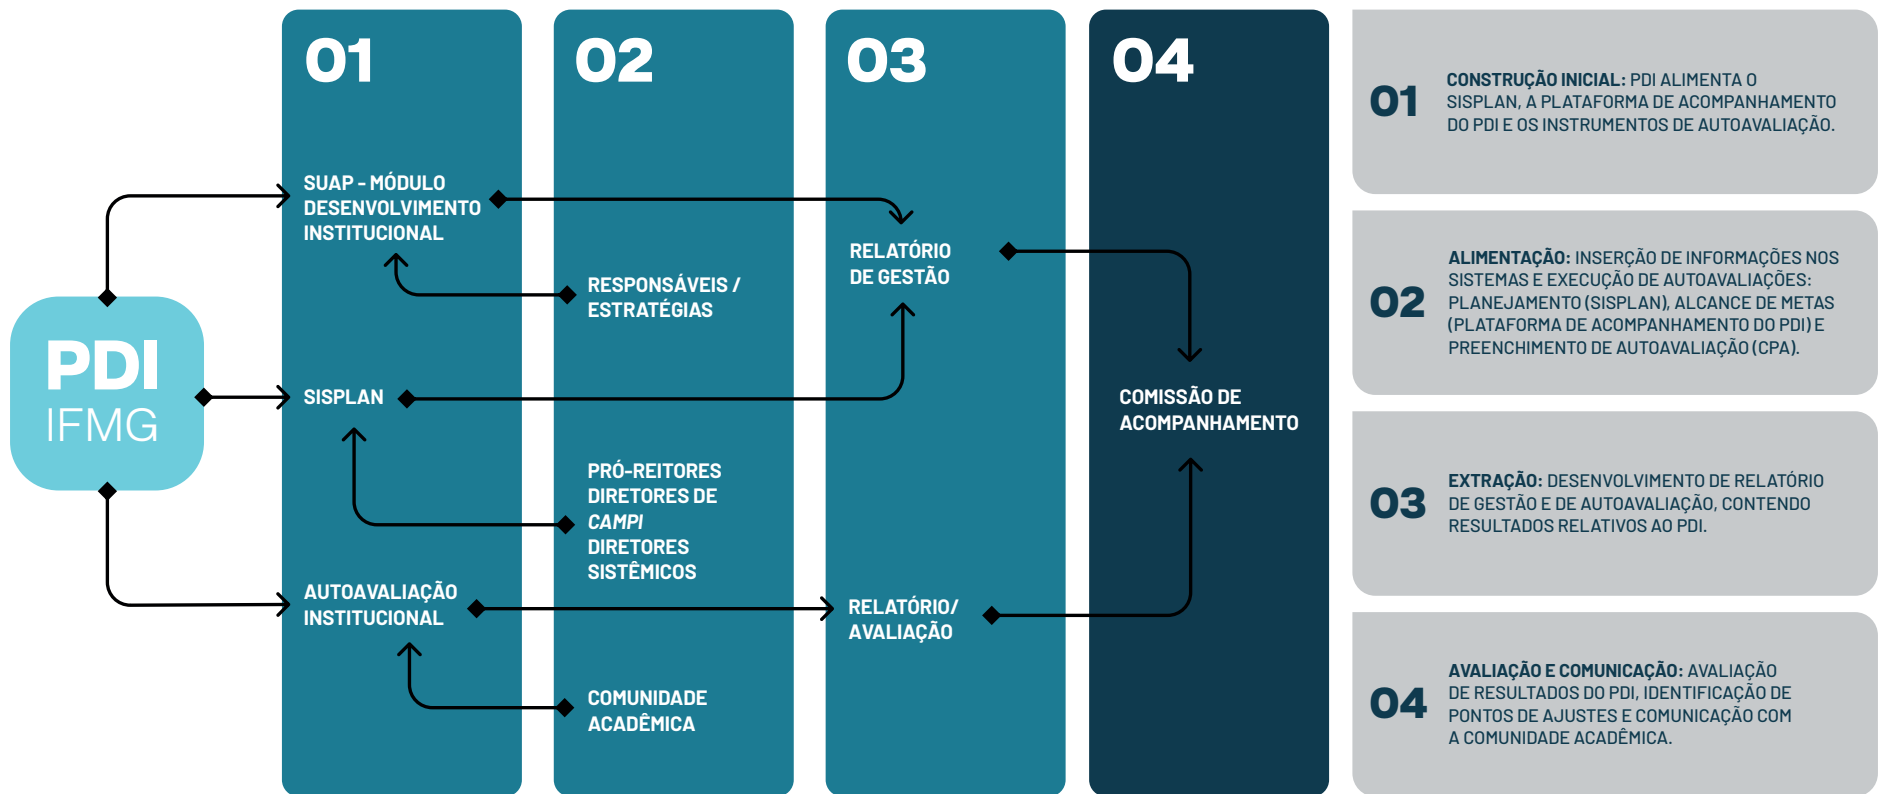 PDI
IFMG
01
SUAP - MÓDULO
DESENVOLVIMENTO
INSTITUCIONAL
SISPLAN
AUTOAVALIAÇÃO
INSTITUCIONAL
02
RESPONSÁVEIS /
ESTRATÉGIAS
PRÓ-REITORES
DIRETORES DE
CAMPI
DIRETORES
SISTÊMICOS
COMUNIDADE
ACADÊMICA
03
RELATÓRIO
DE GESTÃO
RELATÓRIO/
AVALIAÇÃO
04
COMISSÃO DE
ACOMPANHAMENTO
01
CONSTRUÇÃO INICIAL: PDI ALIMENTA O
SISPLAN, A PLATAFORMA DE ACOMPANHAMENTO
DO PDI E OS INSTRUMENTOS DE AUTOAVALIAÇÃO.
02
ALIMENTAÇÃO: INSERÇÃO DE INFORMAÇÕES NOS
SISTEMAS E EXECUÇÃO DE AUTOAVALIAÇÕES:
PLANEJAMENTO (SISPLAN), ALCANCE DE METAS
(PLATAFORMA DE ACOMPANHAMENTO DO PDI) E
PREENCHIMENTO DE AUTOAVALIAÇÃO (CPA).
03
EXTRAÇÃO: DESENVOLVIMENTO DE RELATÓRIO
DE GESTÃO E DE AUTOAVALIAÇÃO, CONTENDO
RESULTADOS RELATIVOS AO PDI.
04
AVALIAÇÃO E COMUNICAÇÃO: AVALIAÇÃO
DE RESULTADOS DO PDI, IDENTIFICAÇÃO DE
PONTOS DE AJUSTES E COMUNICAÇÃO COM
A COMUNIDADE ACADÊMICA.